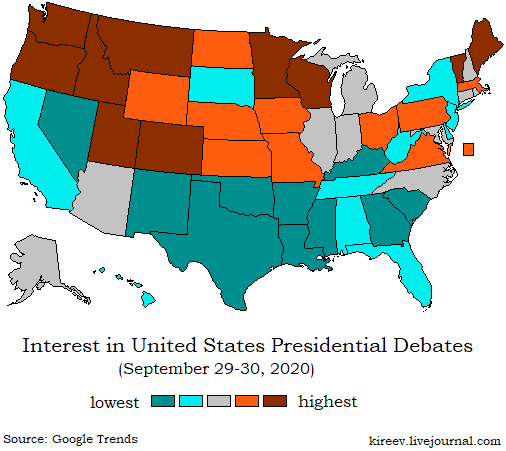 Interest in United States Presidential Debates
(September 29-30, 2020)
lowest highest
Source: Google Trends
kireev.livejournal.com